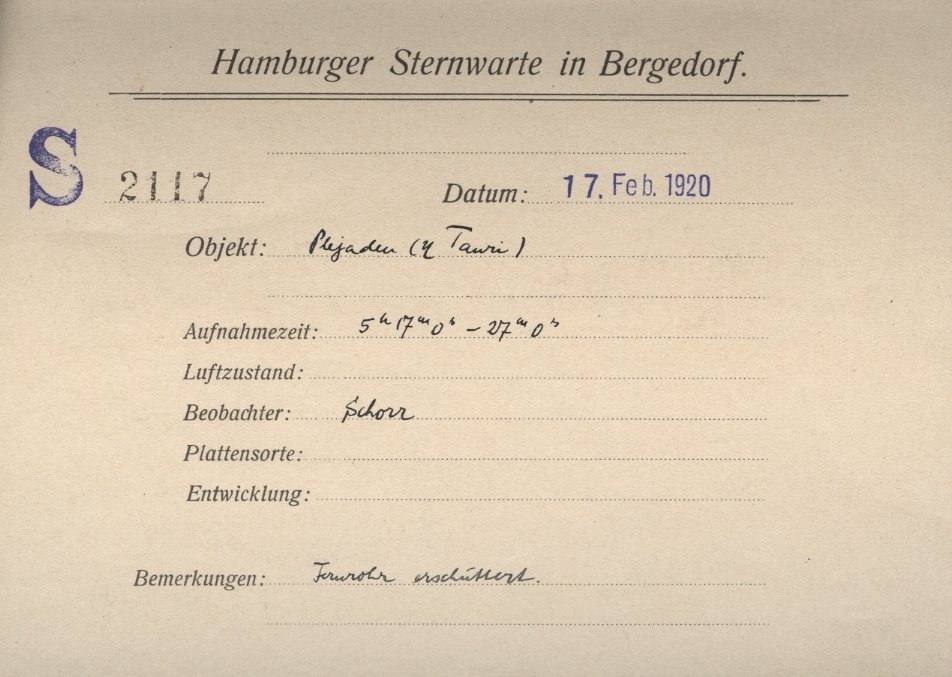 Hamburger Sternwarte in Bergedorf.
S 2117 Datum: 17. Feb. 1920
Objekt: Plejaden (η Tauri)
Aufnahmezeit: 5ʰ 17ᵐ 0ˢ – 27ᵐ 0ˢ
Luftzustand:
Beobachter: Schorr
Plattensorte:
Entwicklung:
Bemerkungen: Fernrohr erschüttert.